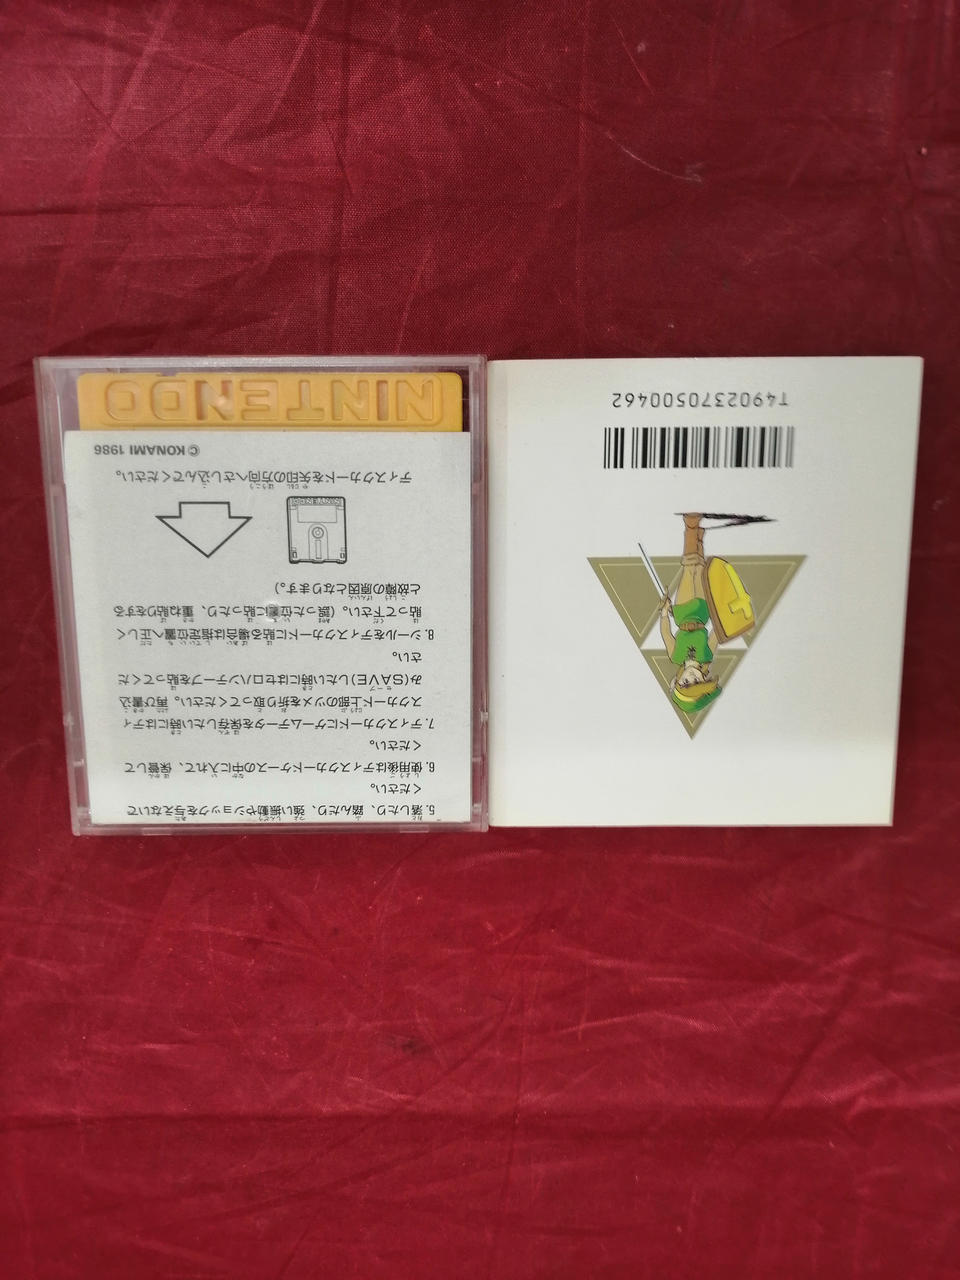 5. 落したり、踏んだり、強い振動やショックを与えないで
ください。
6. 使用後はディスクカードケースの中に入れて、保管して
ください。
7. ディスクカードにゲームデータを保存したい時にはディ
スクカード上部のツメを折り取ってください。再び書込
み(SAVE)したい時にはセロハンテープを貼ってくだ
さい。
8. シールをディスクカードに貼る場合は指定位置へ正しく
貼って下さい。(誤った位置に貼ったり、重ね貼りをする
と故障の原因となります。)
ディスクカードを矢印の方向へさし込んでください。
© KONAMI 1986
NINTENDO
T4902370500462